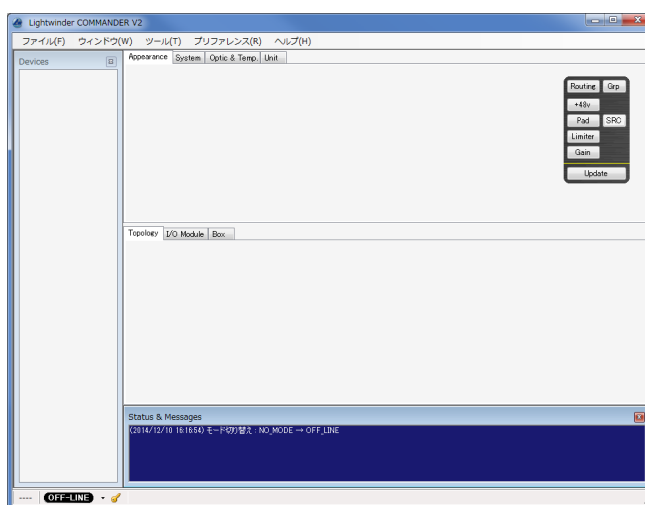 Lightwinder COMMANDER V2
ファイル(F) ウィンドウ(W) ツール(T) プリファレンス(R) ヘルプ(H)
Devices
Appearance System Optic & Temp. Unit
Routing Grp
+48v
Pad SRC
Limiter
Gain
Update
Topology I/O Module Box
Status & Messages
(2014/12/10 16:16:54) モード切り替え : NO_MODE → OFF_LINE
---- OFF-LINE